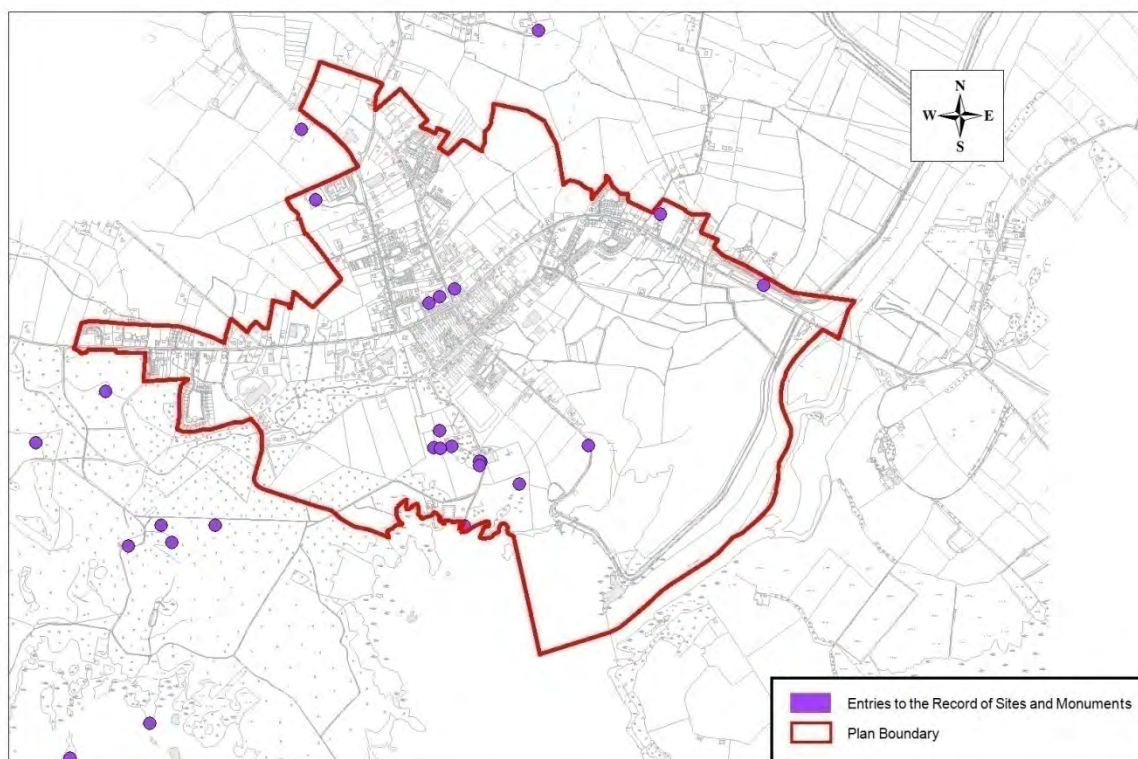 N
W E
S
Entries to the Record of Sites and Monuments
Plan Boundary